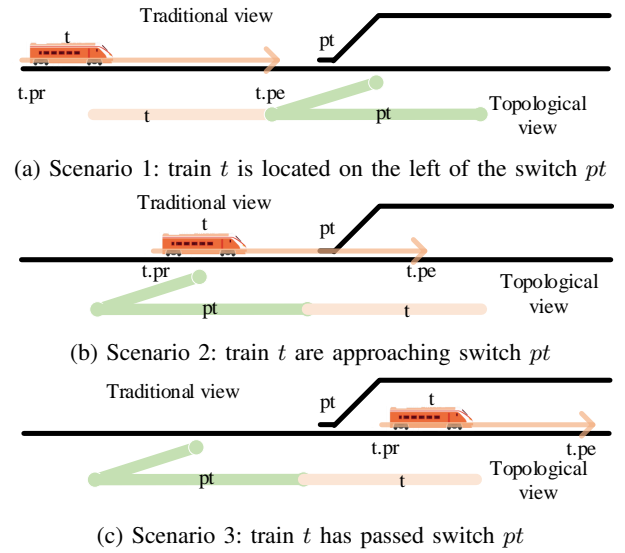 Traditional view
t
pt
t.pr
t.pe
t
pt
Topological
view
(a) Scenario 1: train t is located on the left of the switch pt
Traditional view
t
pt
t.pr
t.pe
pt
t
Topological
view
(b) Scenario 2: train t are approaching switch pt
Traditional view
pt
t
t.pr
t.pe
pt
t
Topological
view
(c) Scenario 3: train t has passed switch pt